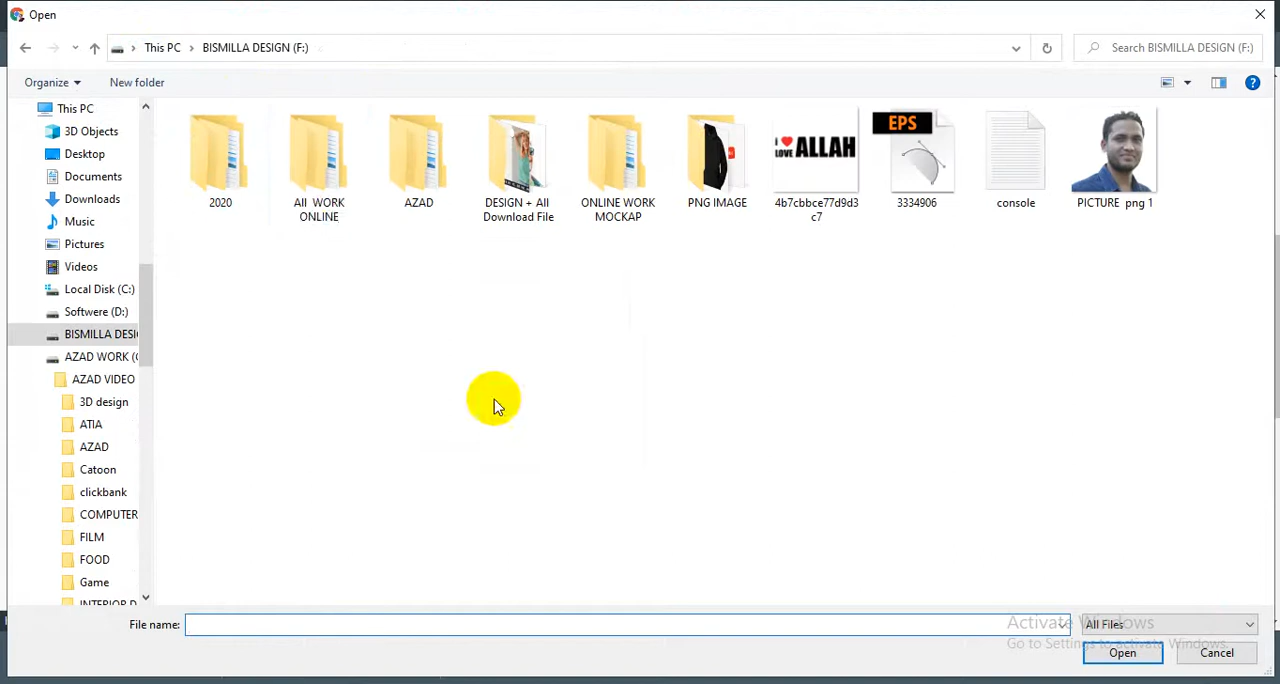 Open
This PC
BISMILLA DESIGN (F:)
Search BISMILLA DESIGN (F:)
Organize
New folder
This PC
3D Objects
Desktop
Documents
Downloads
Music
Pictures
Videos
Local Disk (C:)
Softwere (D:)
BISMILLA DESI
AZAD WORK (
AZAD VIDEO
3D design
ATIA
AZAD
Catoon
clickbank
COMPUTER
FILM
FOOD
Game
INTERIOR D
2020
All WORK
ONLINE
AZAD
DESIGN + All
Download File
ONLINE WORK
MOCKAP
PNG IMAGE
I LOVE ALLAH
4b7cbbce77d9d3
c7
EPS
3334906
console
PICTURE png 1
File name:
All Files
Activate Windows
Go to Settings to activate Windows.
Open
Cancel